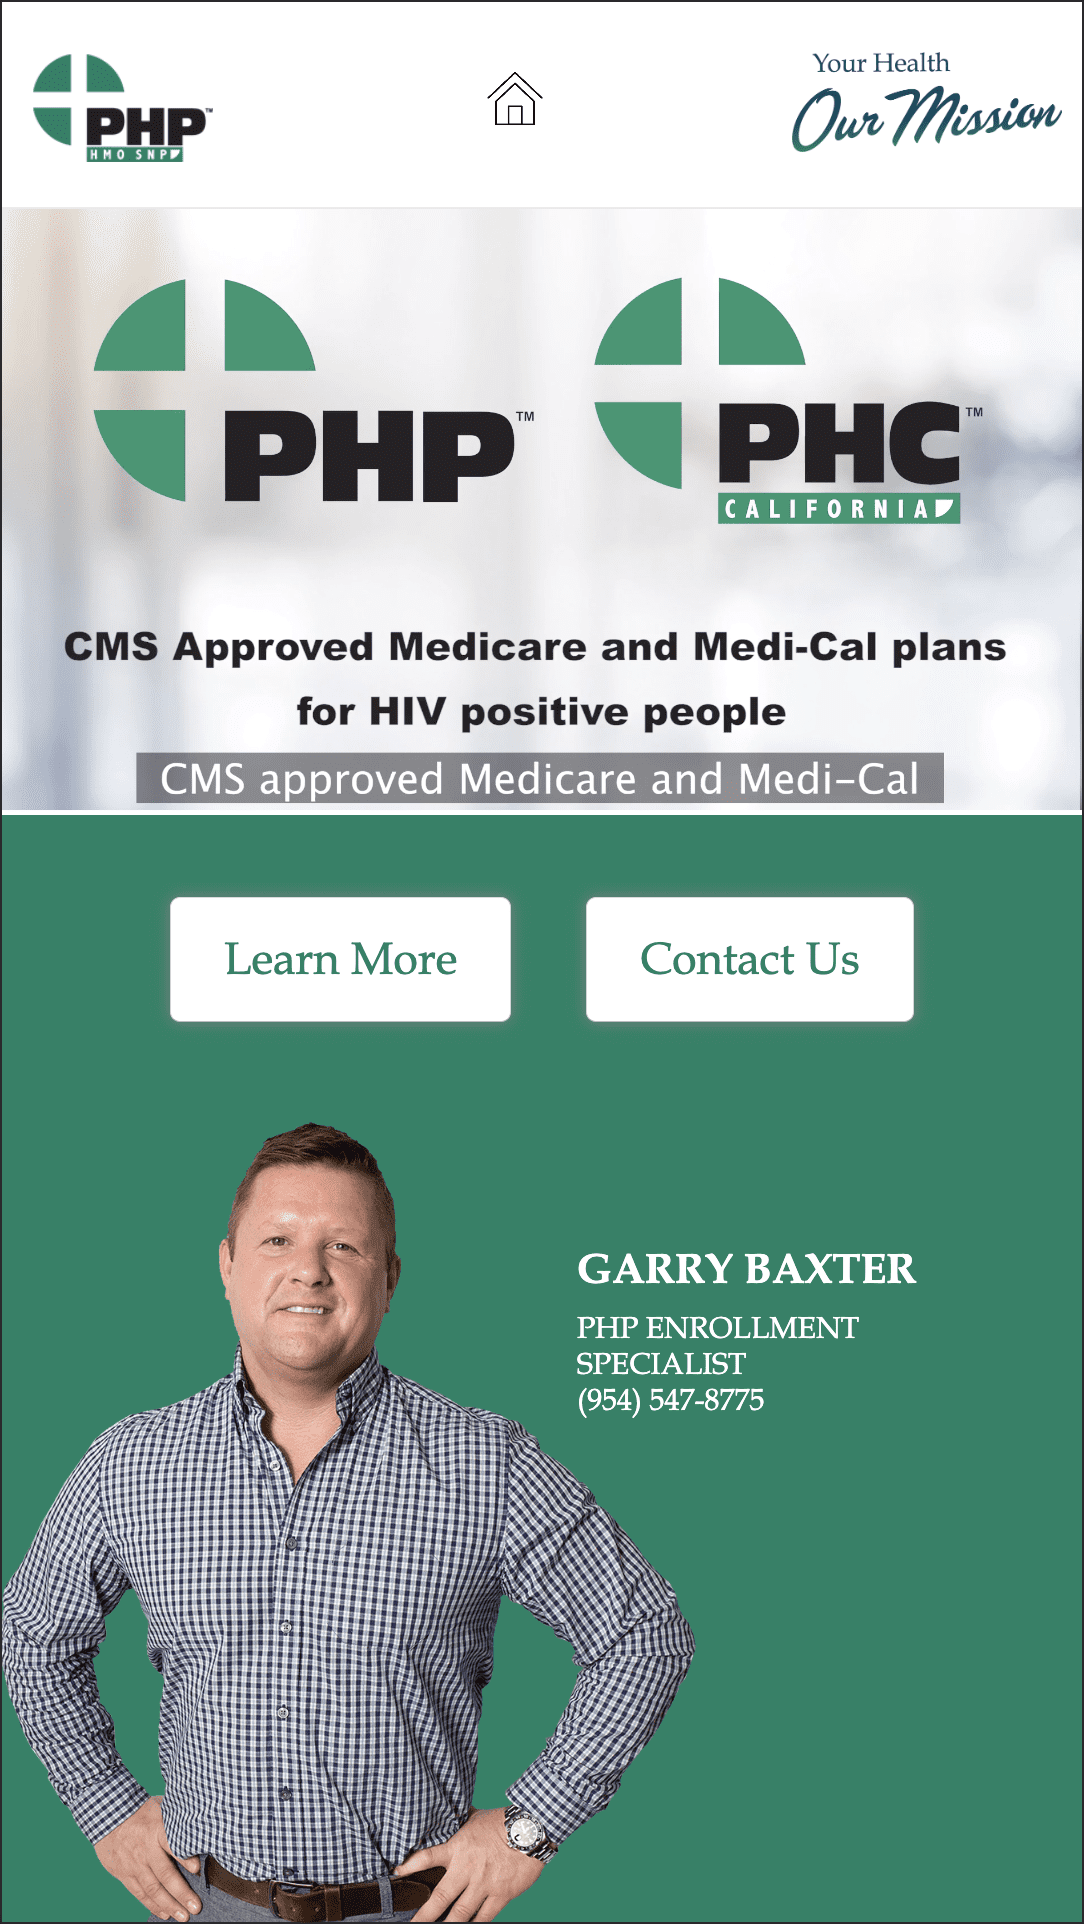 PHP™
HMO SNP
Your Health
Our Mission
PHP™
PHC™
CALIFORNIA
CMS Approved Medicare and Medi-Cal plans
for HIV positive people
CMS approved Medicare and Medi-Cal
Learn More
Contact Us
GARRY BAXTER
PHP ENROLLMENT
SPECIALIST
(954) 547-8775